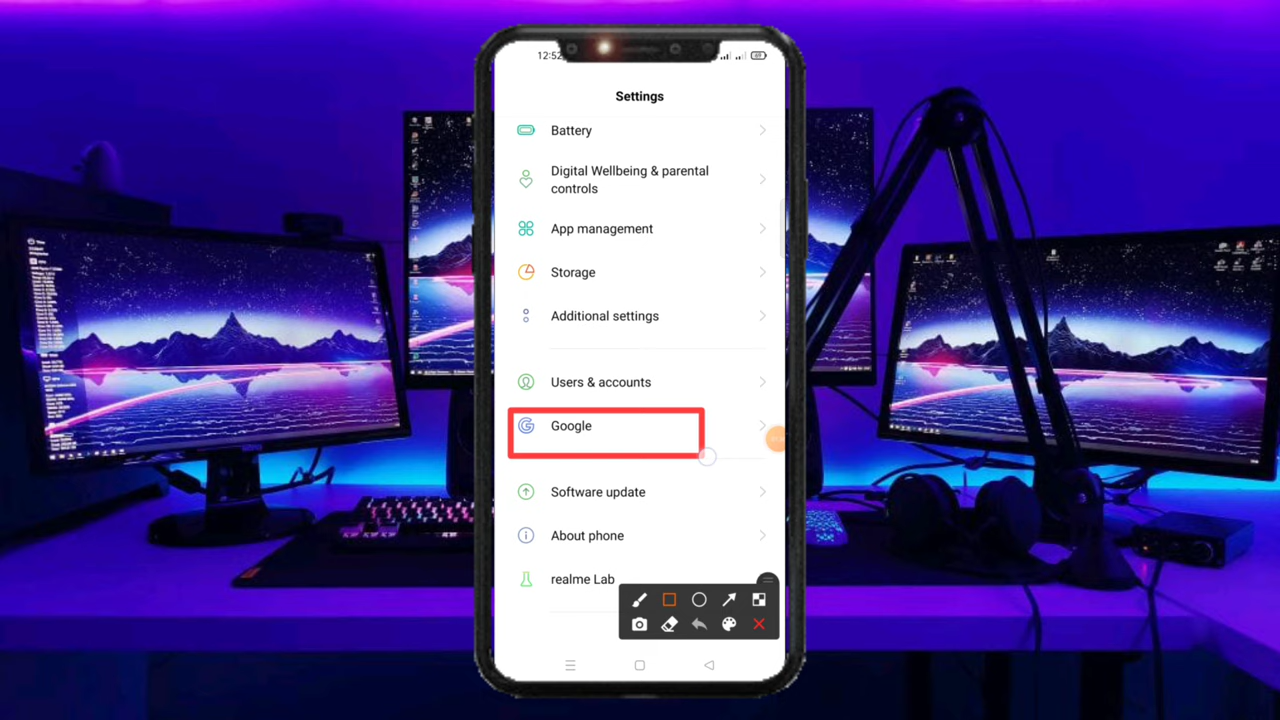 12:52
Settings
Battery
Digital Wellbeing & parental
controls
App management
Storage
Additional settings
Users & accounts
Google
Software update
About phone
realme Lab